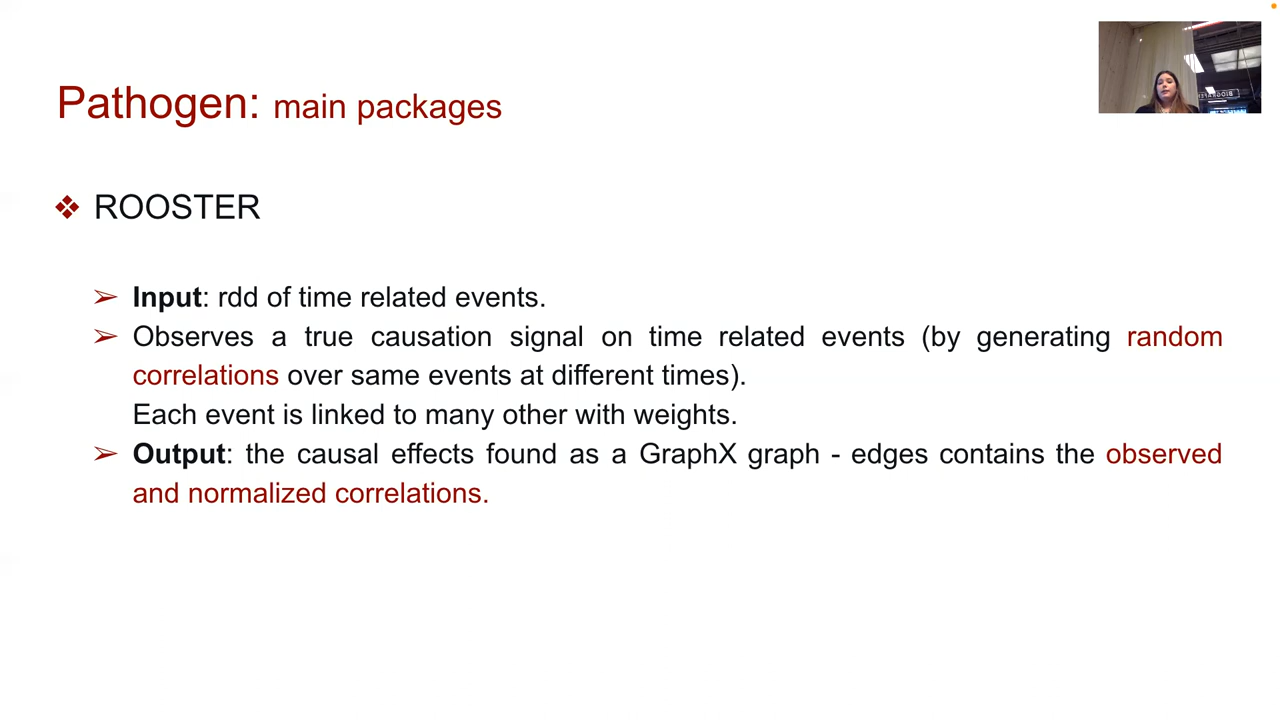 Pathogen: main packages
❖ ROOSTER
➢ Input: rdd of time related events.
➢ Observes a true causation signal on time related events (by generating random
correlations over same events at different times).
Each event is linked to many other with weights.
➢ Output: the causal effects found as a GraphX graph - edges contains the observed
and normalized correlations.